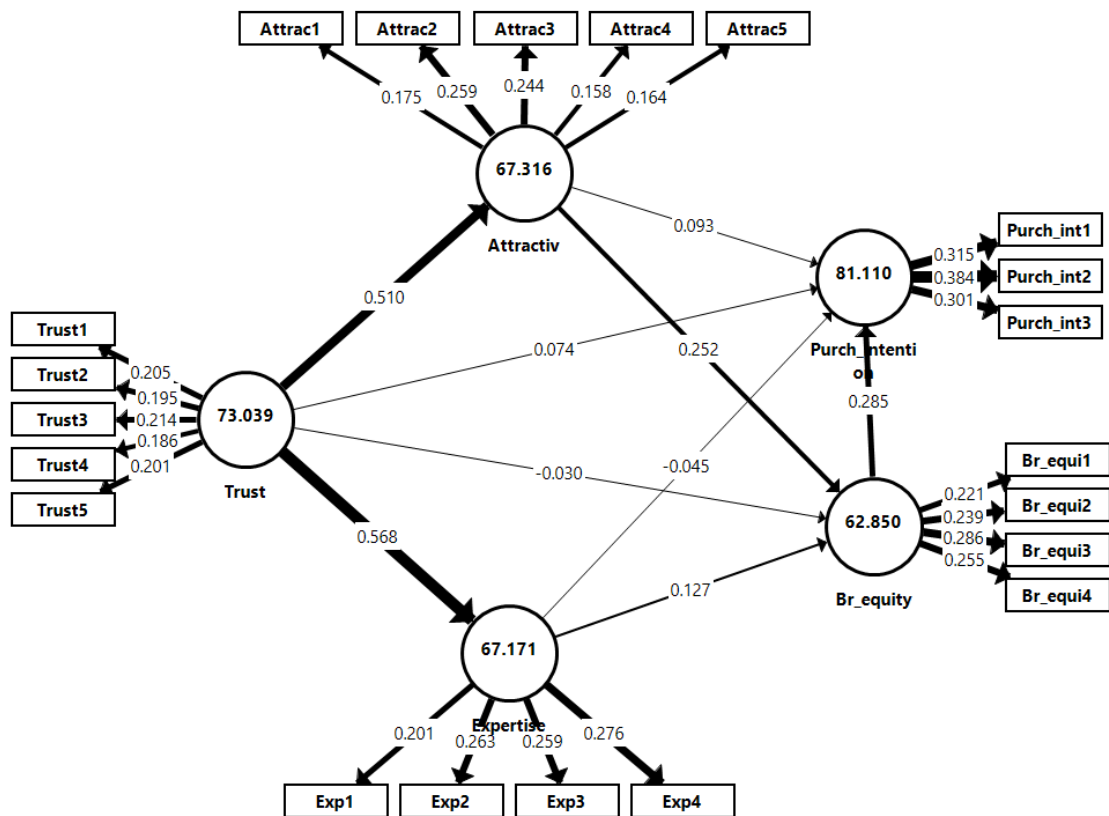 Attrac1 Attrac2 Attrac3 Attrac4 Attrac5
0.175 0.259 0.244 0.158 0.164
67.316
Attractiv
0.093
Purch_int1
Purch_int2
Purch_int3
0.315
0.384
0.301
81.110
Purch_intenti
on
0.510
0.074
0.252
0.285
Trust1
Trust2
Trust3
Trust4
Trust5
0.205
0.195
0.214
0.186
0.201
73.039
Trust
-0.045
-0.030
0.568
0.127
Br_equi1
Br_equi2
Br_equi3
Br_equi4
0.221
0.239
0.286
0.255
62.850
Br_equity
67.171
Expertise
0.201 0.263 0.259 0.276
Exp1 Exp2 Exp3 Exp4